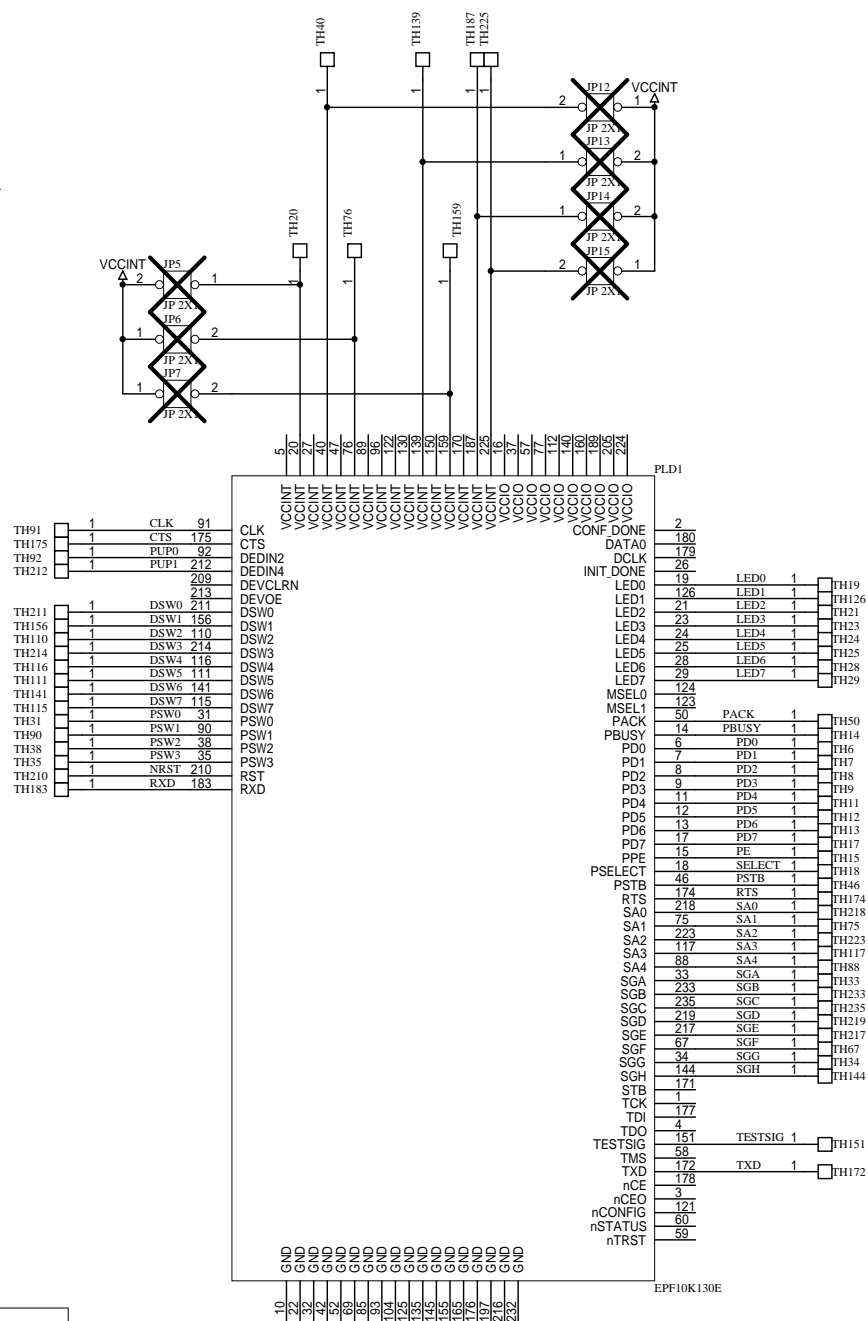 TH40
TH139
TH187
TH225
1
1
1
1
JP12
VCCINT
2
1
JP 2X1
JP13
1
2
JP 2X1
JP14
1
2
JP 2X1
JP15
2
1
JP 2X1
TH20
TH76
TH159
1
1
1
VCCINT
JP5
2
1
JP 2X1
JP6
1
2
JP 2X1
JP7
1
2
JP 2X1
5 20 27 40 47 76 89 96 122 130 139 150 159 170 187 225 16 37 57 77 112 140 160 189 205 224
PLD1
VCCINT VCCINT VCCINT VCCINT VCCINT VCCINT VCCINT VCCINT VCCINT VCCINT VCCINT VCCINT VCCINT VCCINT VCCINT VCCINT VCCIO VCCIO VCCIO VCCIO VCCIO VCCIO VCCIO VCCIO VCCIO VCCIO
TH91 1 CLK 91 CLK
TH175 1 CTS 175 CTS
TH92 1 PUP0 92 DEDIN2
TH212 1 PUP1 212 DEDIN4
209 DEVCLRN
213 DEVOE
TH211 1 DSW0 211 DSW0
TH156 1 DSW1 156 DSW1
TH110 1 DSW2 110 DSW2
TH214 1 DSW3 214 DSW3
TH116 1 DSW4 116 DSW4
TH111 1 DSW5 111 DSW5
TH141 1 DSW6 141 DSW6
TH115 1 DSW7 115 DSW7
TH31 1 PSW0 31 PSW0
TH90 1 PSW1 90 PSW1
TH38 1 PSW2 38 PSW2
TH35 1 PSW3 35 PSW3
TH210 1 NRST 210 RST
TH183 1 RXD 183 RXD
CONF_DONE 2
DATA0 180
DCLK 179
INIT_DONE 26
LED0 19 LED0 1 TH19
LED1 126 LED1 1 TH126
LED2 21 LED2 1 TH21
LED3 23 LED3 1 TH23
LED4 24 LED4 1 TH24
LED5 25 LED5 1 TH25
LED6 28 LED6 1 TH28
LED7 29 LED7 1 TH29
MSEL0 124
MSEL1 123
PACK 50 PACK 1 TH50
PBUSY 14 PBUSY 1 TH14
PD0 6 PD0 1 TH6
PD1 7 PD1 1 TH7
PD2 8 PD2 1 TH8
PD3 9 PD3 1 TH9
PD4 11 PD4 1 TH11
PD5 12 PD5 1 TH12
PD6 13 PD6 1 TH13
PD7 17 PD7 1 TH17
PPE 15 PE 1 TH15
PSELECT 18 SELECT 1 TH18
PSTB 46 PSTB 1 TH46
RTS 174 RTS 1 TH174
SA0 218 SA0 1 TH218
SA1 75 SA1 1 TH75
SA2 223 SA2 1 TH223
SA3 117 SA3 1 TH117
SA4 88 SA4 1 TH88
SGA 33 SGA 1 TH33
SGB 233 SGB 1 TH233
SGC 235 SGC 1 TH235
SGD 219 SGD 1 TH219
SGE 217 SGE 1 TH217
SGF 67 SGF 1 TH67
SGG 34 SGG 1 TH34
SGH 144 SGH 1 TH144
STB 171
TCK 1
TDI 177
TDO 4
TESTSIG 151 TESTSIG 1 TH151
TMS 58
TXD 172 TXD 1 TH172
nCE 178
nCEO 3
nCONFIG 121
nSTATUS 60
nTRST 59
GND GND GND GND GND GND GND GND GND GND GND GND GND GND GND GND GND GND
EPF10K130E
10 22 32 42 52 69 85 93 104 125 135 145 155 165 176 197 216 232